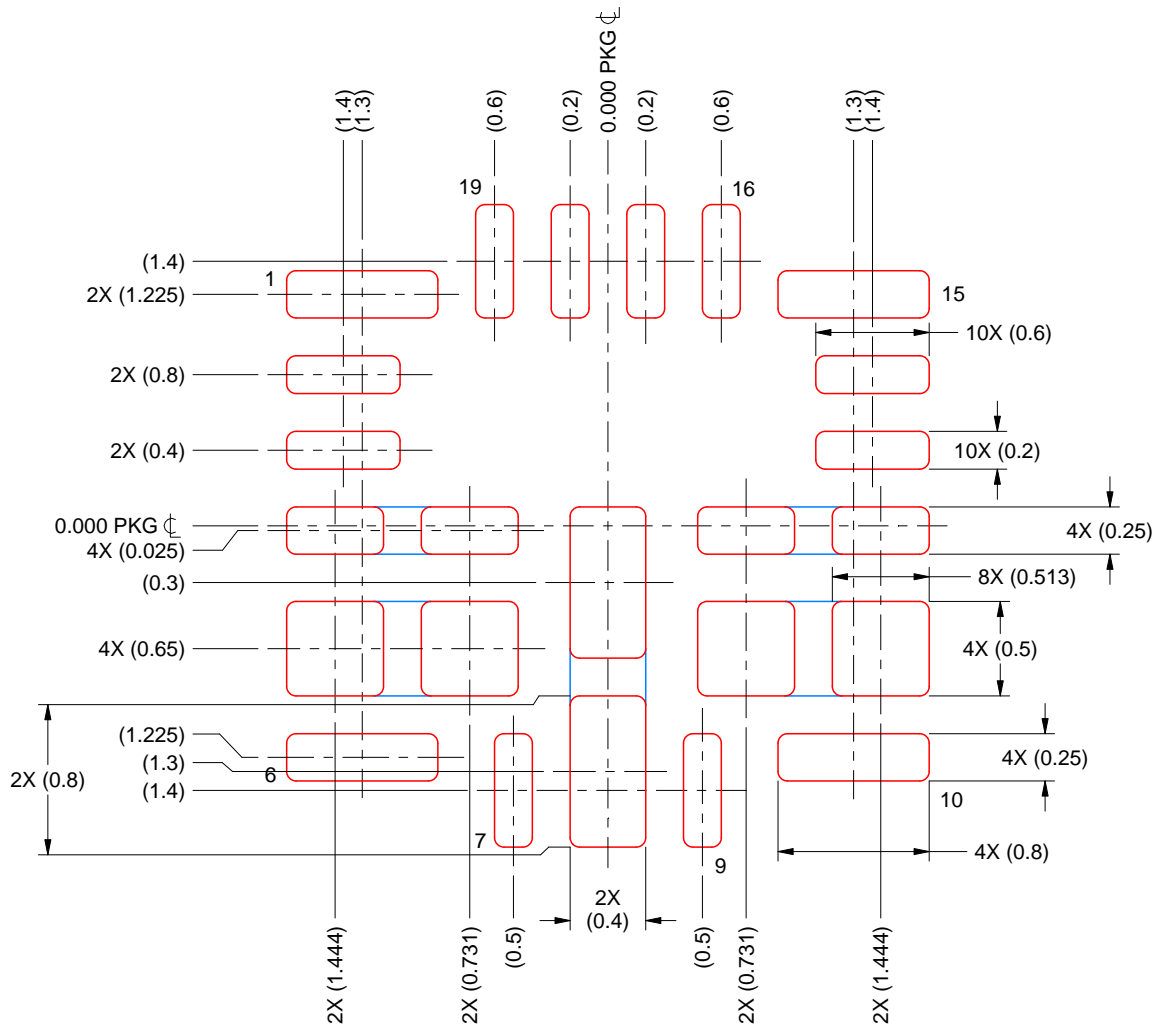 0.000 PKG ℄
(1.4)
(1.3)
(0.6)
(0.2)
(0.2)
(0.6)
(1.3)
(1.4)
19
16
(1.4)
1
2X (1.225)
15
10X (0.6)
2X (0.8)
2X (0.4)
10X (0.2)
0.000 PKG ℄
4X (0.25)
4X (0.025)
(0.3)
8X (0.513)
4X (0.65)
4X (0.5)
(1.225)
4X (0.25)
(1.3)
6
2X (0.8)
(1.4)
10
7
9
4X (0.8)
2X
(0.4)
2X (1.444)
2X (0.731)
(0.5)
(0.5)
2X (0.731)
2X (1.444)